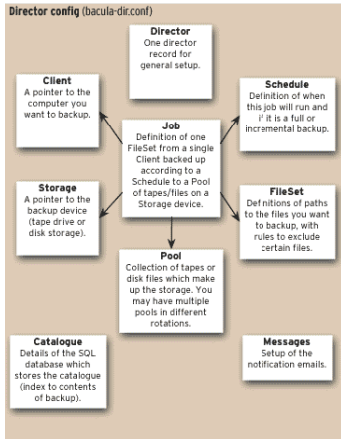 Director config (bacula-dir.conf)
Director
One director
record for
general setup.
Client
A pointer to the
computer you
want to backup.
Schedule
Definition of when
this job will run and
if it is a full or
incremental backup.
Job
Definition of one
FileSet from a single
Client backed up
according to a
Schedule to a Pool
of tapes/files on a
Storage device.
Storage
A pointer to the
backup device
(tape drive or
disk storage).
FileSet
Definitions of paths
to the files you want
to backup, with
rules to exclude
certain files.
Pool
Collection of tapes or
disk files which make
up the storage. You
may have multiple
pools in different
rotations.
Catalogue
Details of the SQL
database which
stores the catalogue
(index to contents
of backup).
Messages
Setup of the
notification emails.